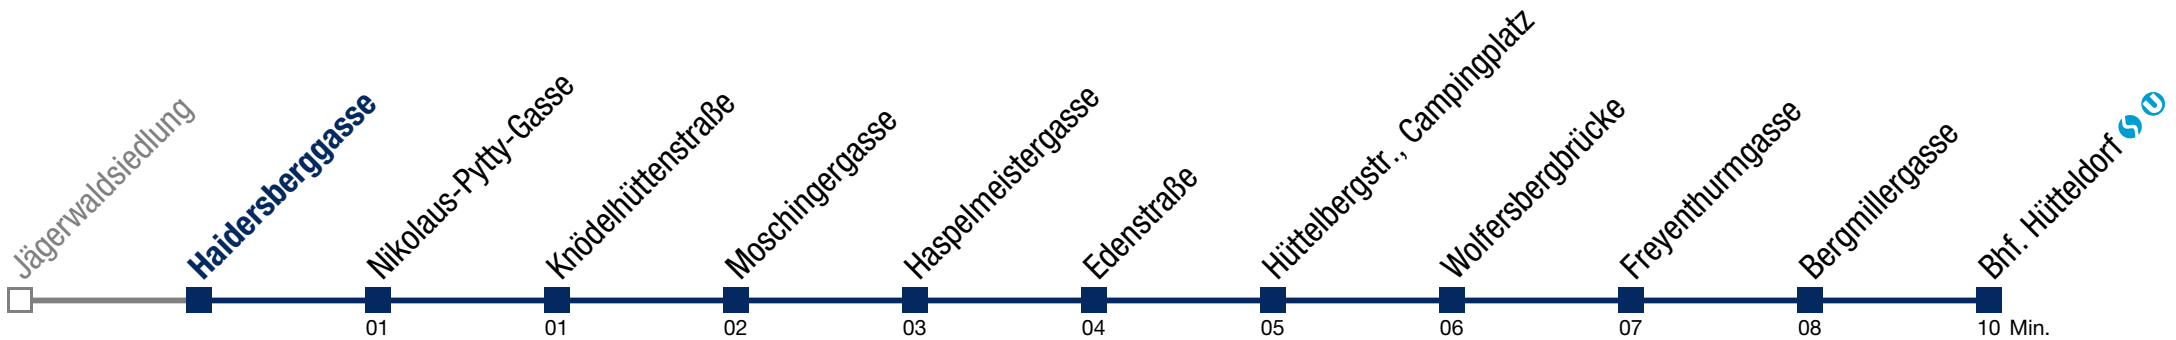 Jägerwaldsiedlung
Haidersberggasse
Nikolaus-Pytty-Gasse
Knödelhüttenstraße
Moschingergasse
Haspelmeistergasse
Edenstraße
Hüttelbergstr., Campingplatz
Wolfersbergbrücke
Freyenthurmgasse
Bergmillergasse
Bhf. Hütteldorf S U
01 01 02 03 04 05 06 07 08 10 Min.